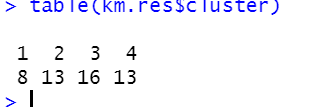 > table(km.res$cluster)
1 2 3 4
8 13 16 13
>